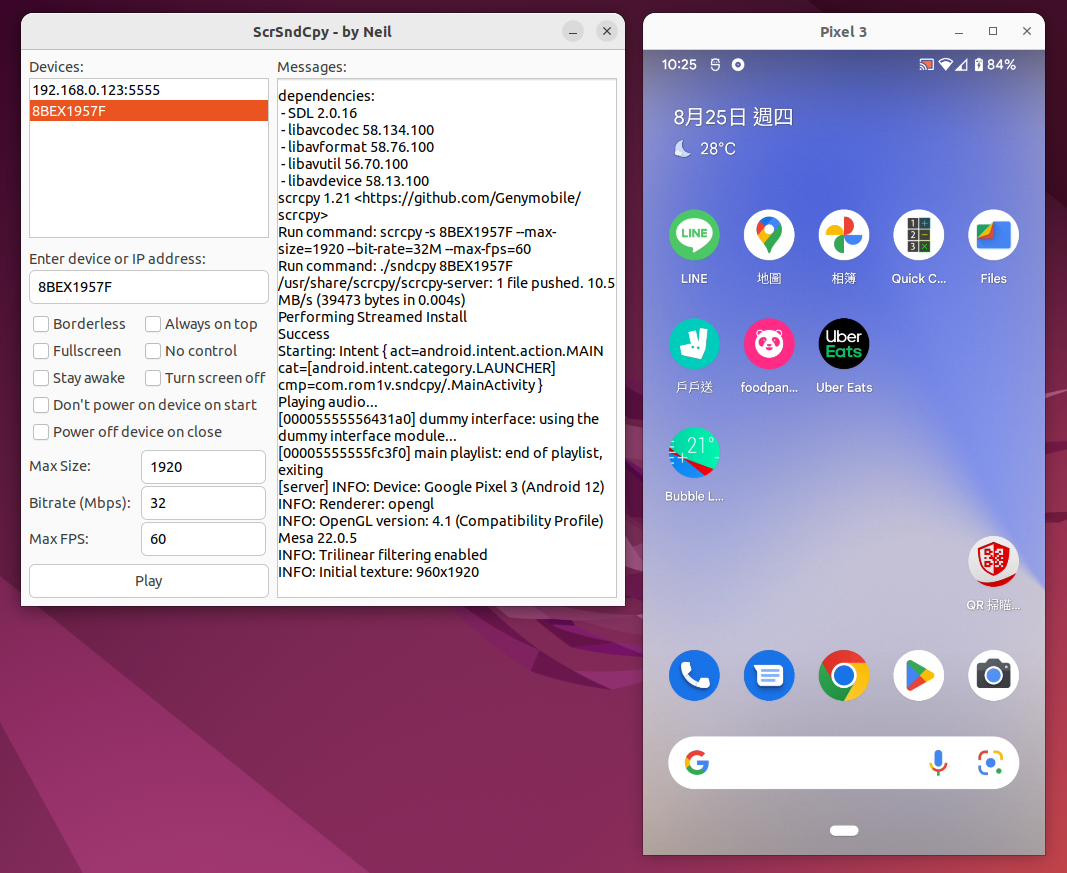 ScrSndCpy - by Neil
Devices:
192.168.0.123:5555
8BEX1957F
Enter device or IP address:
8BEX1957F
Borderless
Always on top
Fullscreen
No control
Stay awake
Turn screen off
Don't power on device on start
Power off device on close
Max Size:
1920
Bitrate (Mbps):
32
Max FPS:
60
Play
Messages:
dependencies:
- SDL 2.0.16
- libavcodec 58.134.100
- libavformat 58.76.100
- libavutil 56.70.100
- libavdevice 58.13.100
scrcpy 1.21 <https://github.com/Genymobile/
scrcpy>
Run command: scrcpy -s 8BEX1957F --max-
size=1920 --bit-rate=32M --max-fps=60
Run command: ./sndcpy 8BEX1957F
/usr/share/scrcpy/scrcpy-server: 1 file pushed. 10.5
MB/s (39473 bytes in 0.004s)
Performing Streamed Install
Success
Starting: Intent { act=android.intent.action.MAIN
cat=[android.intent.category.LAUNCHER]
cmp=com.rom1v.sndcpy/.MainActivity }
Playing audio...
[00005555556431a0] dummy interface: using the
dummy interface module...
[00005555555fc3f0] main playlist: end of playlist,
exiting
[server] INFO: Device: Google Pixel 3 (Android 12)
INFO: Renderer: opengl
INFO: OpenGL version: 4.1 (Compatibility Profile)
Mesa 22.0.5
INFO: Trilinear filtering enabled
INFO: Initial texture: 960x1920
Pixel 3
10:25
84%
8月25日 週四
28°C
LINE
LINE
地圖
相簿
Quick C...
Files
Uber
Eats
戶戶送
foodpan...
Uber Eats
21°
Bubble L...
QR 掃瞄...